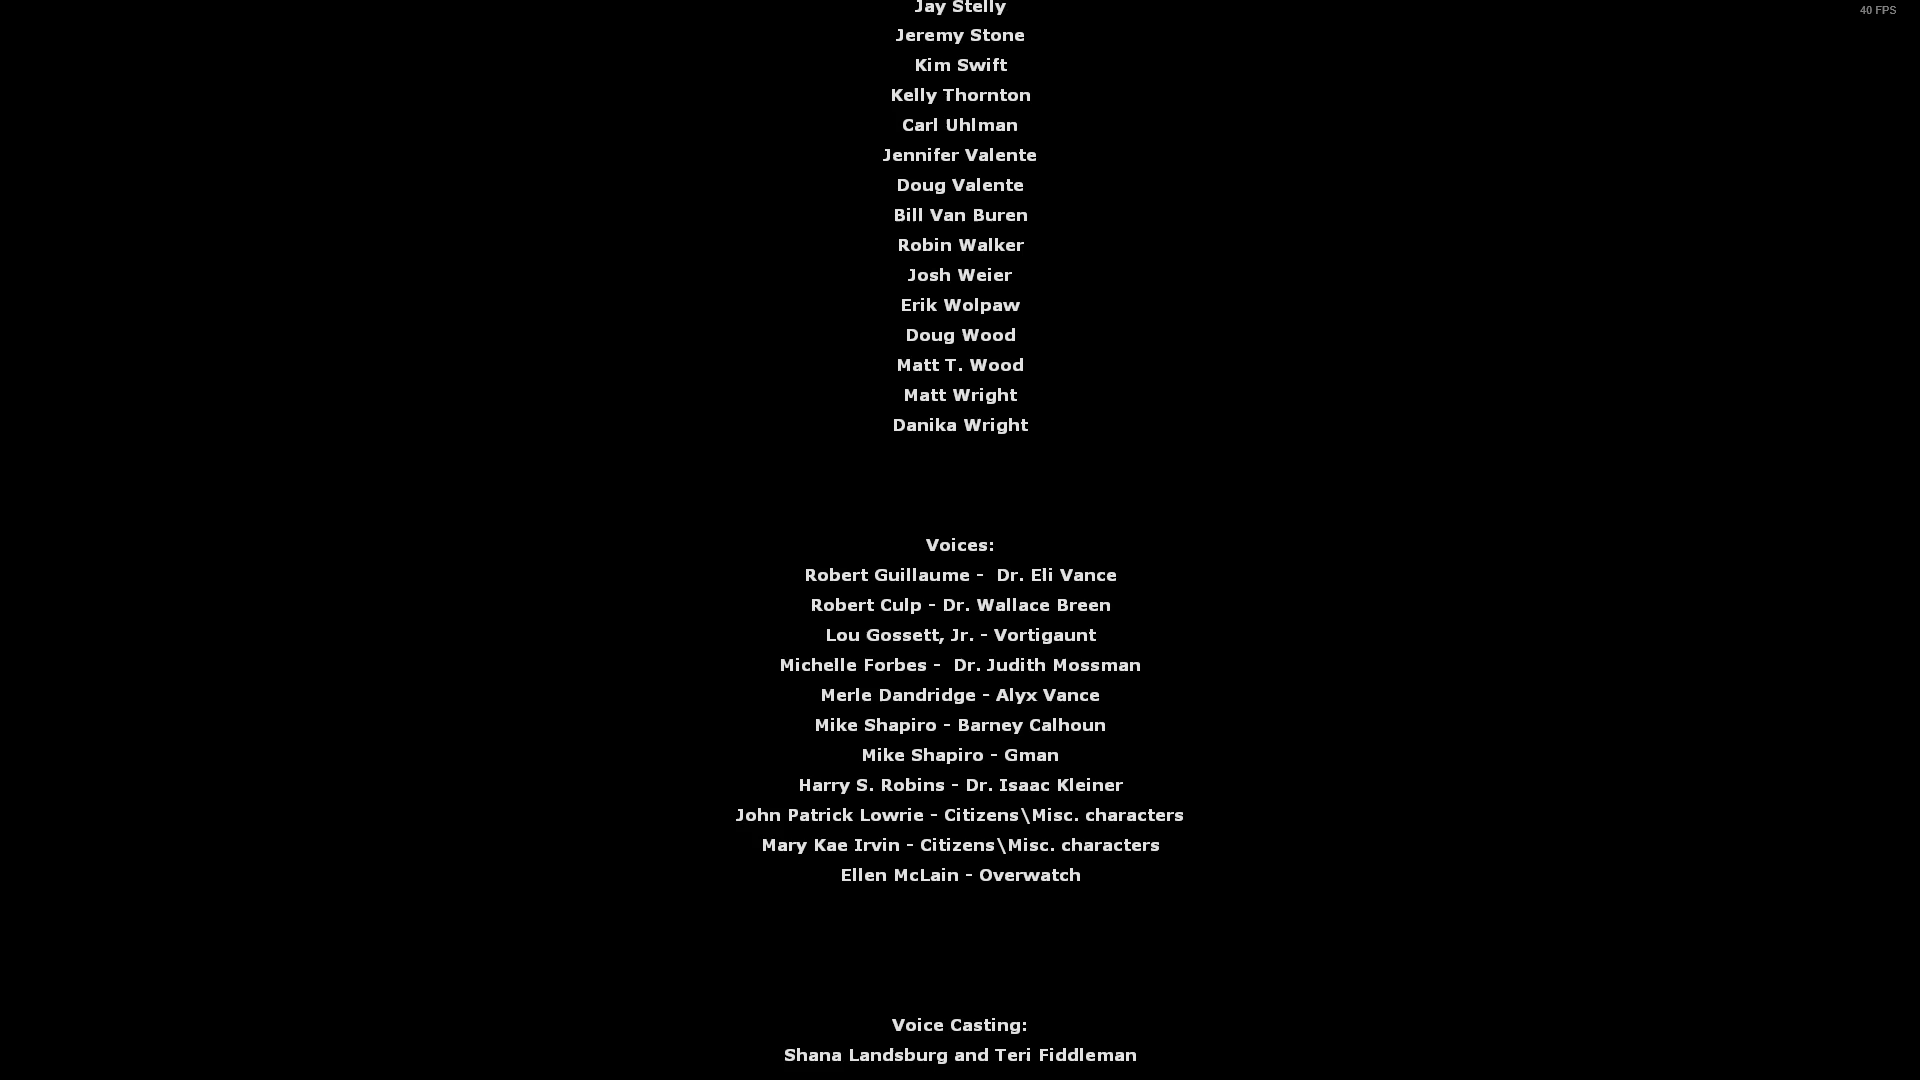 40 FPS
Jay Stelly
Jeremy Stone
Kim Swift
Kelly Thornton
Carl Uhlman
Jennifer Valente
Doug Valente
Bill Van Buren
Robin Walker
Josh Weier
Erik Wolpaw
Doug Wood
Matt T. Wood
Matt Wright
Danika Wright
Voices:
Robert Guillaume -  Dr. Eli Vance
Robert Culp - Dr. Wallace Breen
Lou Gossett, Jr. - Vortigaunt
Michelle Forbes -  Dr. Judith Mossman
Merle Dandridge - Alyx Vance
Mike Shapiro - Barney Calhoun
Mike Shapiro - Gman
Harry S. Robins - Dr. Isaac Kleiner
John Patrick Lowrie - Citizens\Misc. characters
Mary Kae Irvin - Citizens\Misc. characters
Ellen McLain - Overwatch
Voice Casting:
Shana Landsburg and Teri Fiddleman